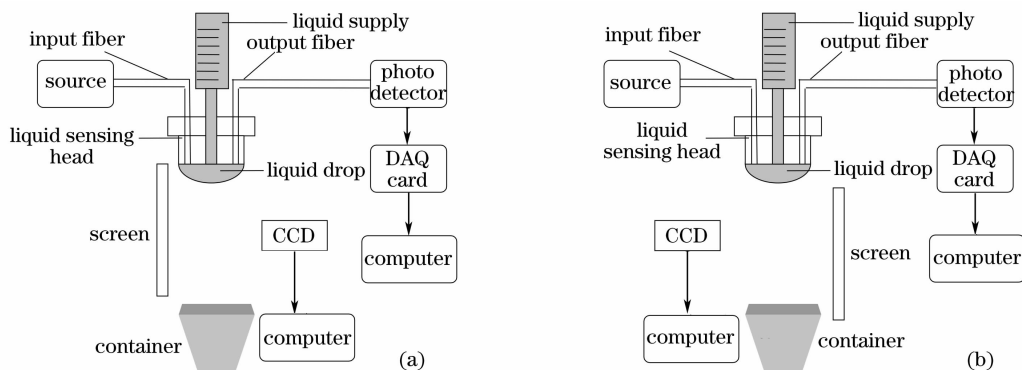 liquid supply
input fiber
output fiber
source
photo
detector
liquid sensing
head
liquid drop
DAQ
card
screen
CCD
computer
container
computer
(a)
liquid supply
input fiber
output fiber
source
photo
detector
liquid
sensing head
liquid drop
DAQ
card
CCD
screen
computer
computer
container
(b)